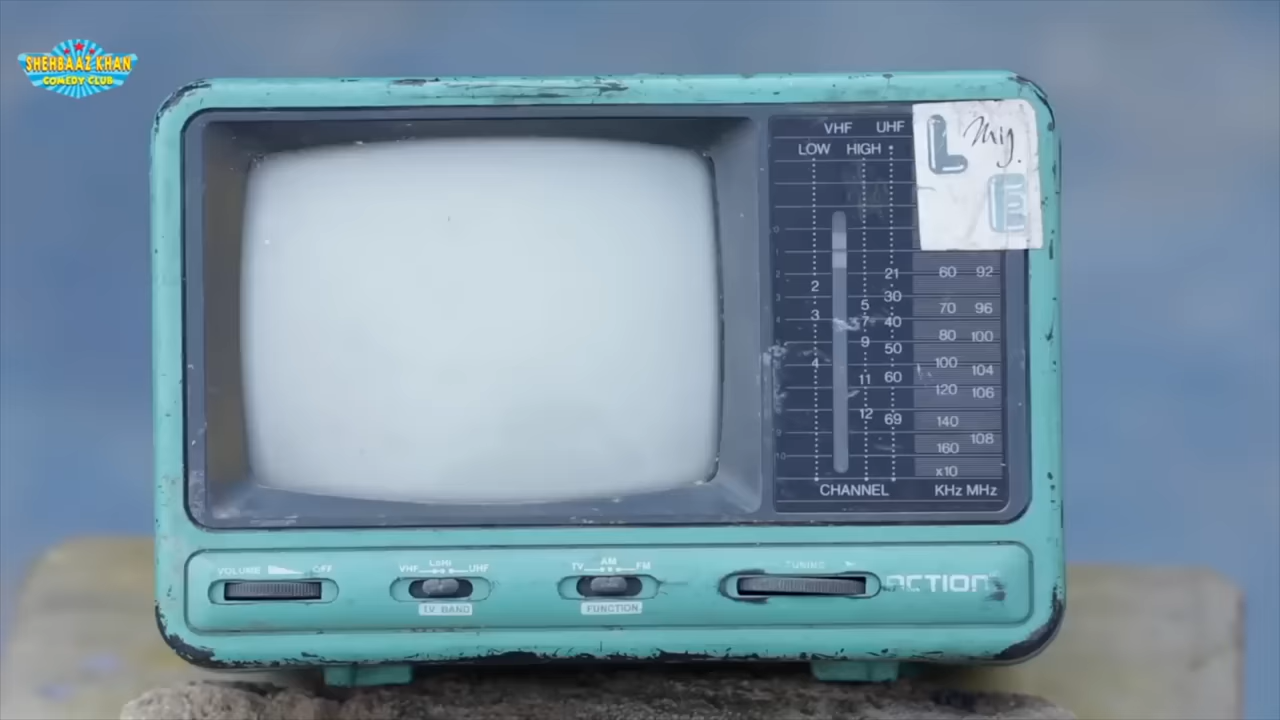 SHEHBAAZ KHAN
COMEDY CLUB
VHF UHF
LOW HIGH
L My.
E
2
3
4
5
7
9
11
12
21
30
40
50
60
69
60 92
70 96
80 100
100 104
120 106
140
160 108
x10
CHANNEL KHz MHz
VOLUME OFF
VHF LoHi UHF
T.V BAND
TV AM FM
FUNCTION
TUNING
ACTION